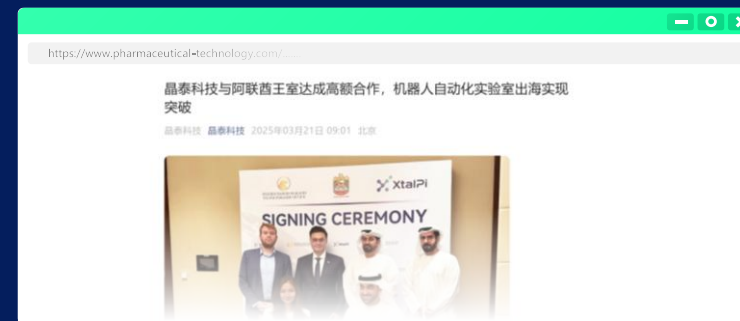 https://www.pharmaceutical-technology.com/......
晶泰科技与阿联酋王室达成高额合作，机器人自动化实验室出海实现
突破
晶泰科技 晶泰科技 2025年03月21日 09:01 北京
XtalPi
SIGNING CEREMONY